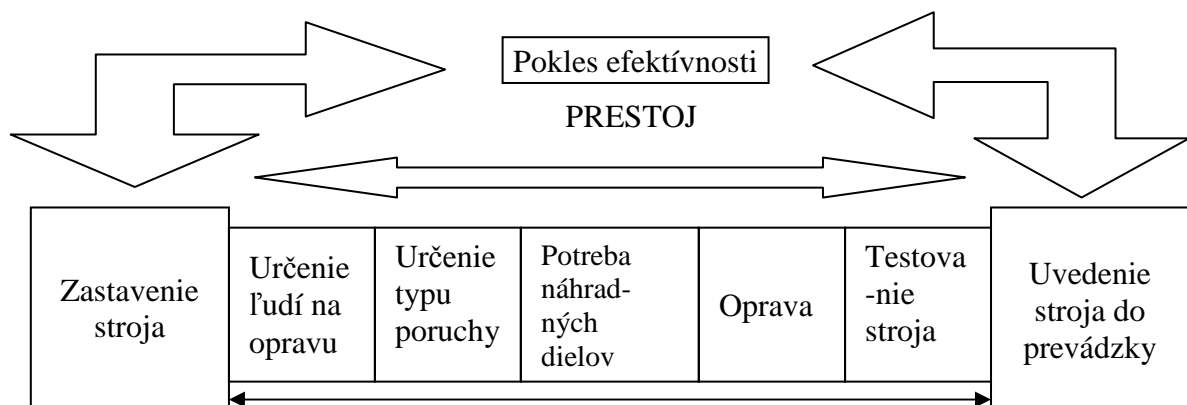 Pokles efektívnosti
PRESTOJ
Zastavenie
stroja
Určenie
ľudí na
opravu
Určenie
typu
poruchy
Potreba
náhrad-
ných
dielov
Oprava
Testova
-nie
stroja
Uvedenie
stroja do
prevádzky